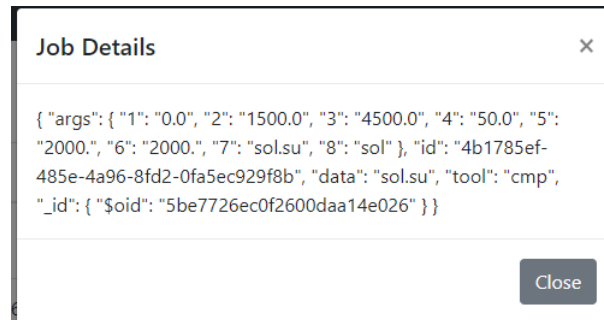 Job Details ×
{ "args": { "1": "0.0", "2": "1500.0", "3": "4500.0", "4": "50.0", "5":
"2000.", "6": "2000.", "7": "sol.su", "8": "sol" }, "id": "4b1785ef-
485e-4a96-8fd2-0fa5ec929f8b", "data": "sol.su", "tool": "cmp",
"_id": { "$oid": "5be7726ec0f2600daa14e026" } }
Close